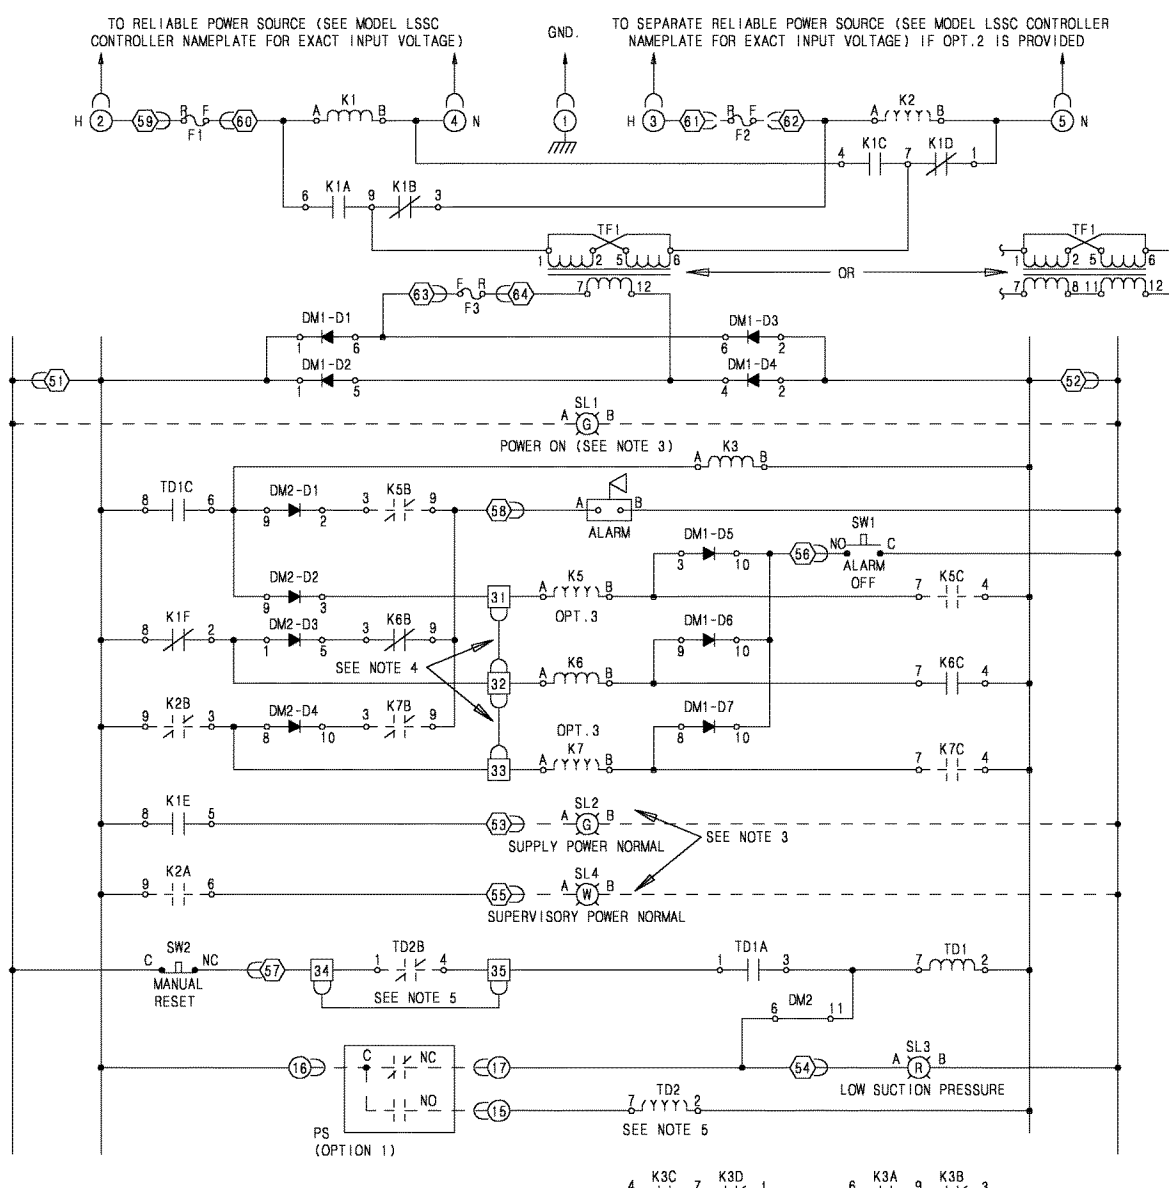 TO RELIABLE POWER SOURCE (SEE MODEL LSSC
CONTROLLER NAMEPLATE FOR EXACT INPUT VOLTAGE)
GND.
TO SEPARATE RELIABLE POWER SOURCE (SEE MODEL LSSC CONTROLLER
NAMEPLATE FOR EXACT INPUT VOLTAGE) IF OPT.2 IS PROVIDED
H 2 59 R F 60 A K1 B 4 N
F1
1
H 3 61 R F 62 A K2 B 5 N
F2
4 K1C 7 K1D 1
6 K1A 9 K1B 3
TF1
1 2 5 6
OR
TF1
1 2 5 6
63 F R 64 7 12
F3
7 8 11 12
DM1-D1
1 6
DM1-D3
6 2
51
DM1-D2
1 5
DM1-D4
4 2
52
SL1
A G B
POWER ON (SEE NOTE 3)
A K3 B
8 TD1C 6
DM2-D1
9 2
3 K5B 9
58
A B
ALARM
DM1-D5
3 10
56
SW1
NO C
ALARM
OFF
DM2-D2
9 3
31
A K5 B
OPT.3
7 K5C 4
8 K1F 2
DM2-D3
1 5
3 K6B 9
DM1-D6
9 10
SEE NOTE 4
32
A K6 B
7 K6C 4
9 K2B 3
DM2-D4
8 10
3 K7B 9
DM1-D7
8 10
OPT.3
33
A K7 B
7 K7C 4
8 K1E 5
53
SL2
A G B
SUPPLY POWER NORMAL
SEE NOTE 3
9 K2A 6
55
SL4
A W B
SUPERVISORY POWER NORMAL
SW2
C NC
MANUAL
RESET
57
34
1 TD2B 4
SEE NOTE 5
35
1 TD1A 3
7 TD1 2
DM2
6 11
16
C NC
17
54
SL3
A R B
LOW SUCTION PRESSURE
NO
15
7 TD2 2
SEE NOTE 5
PS
(OPTION 1)
4 K3C 7 K3D 1
6 K3A 9 K3B 3